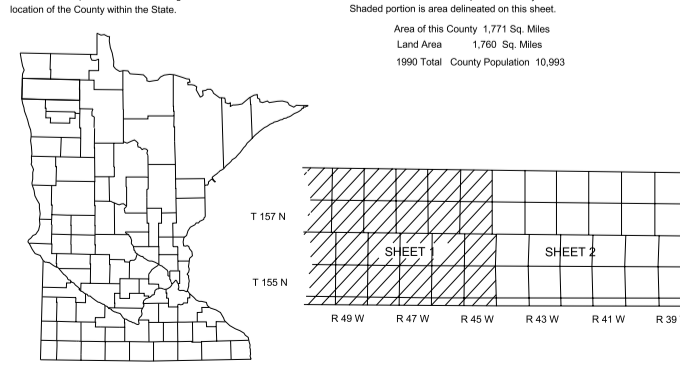 location of the County within the State.
Shaded portion is area delineated on this sheet.
Area of this County 1,771 Sq. Miles
Land Area 1,760 Sq. Miles
1990 Total County Population 10,993
T 157 N
SHEET 1
SHEET 2
T 155 N
R 49 W
R 47 W
R 45 W
R 43 W
R 41 W
R 39